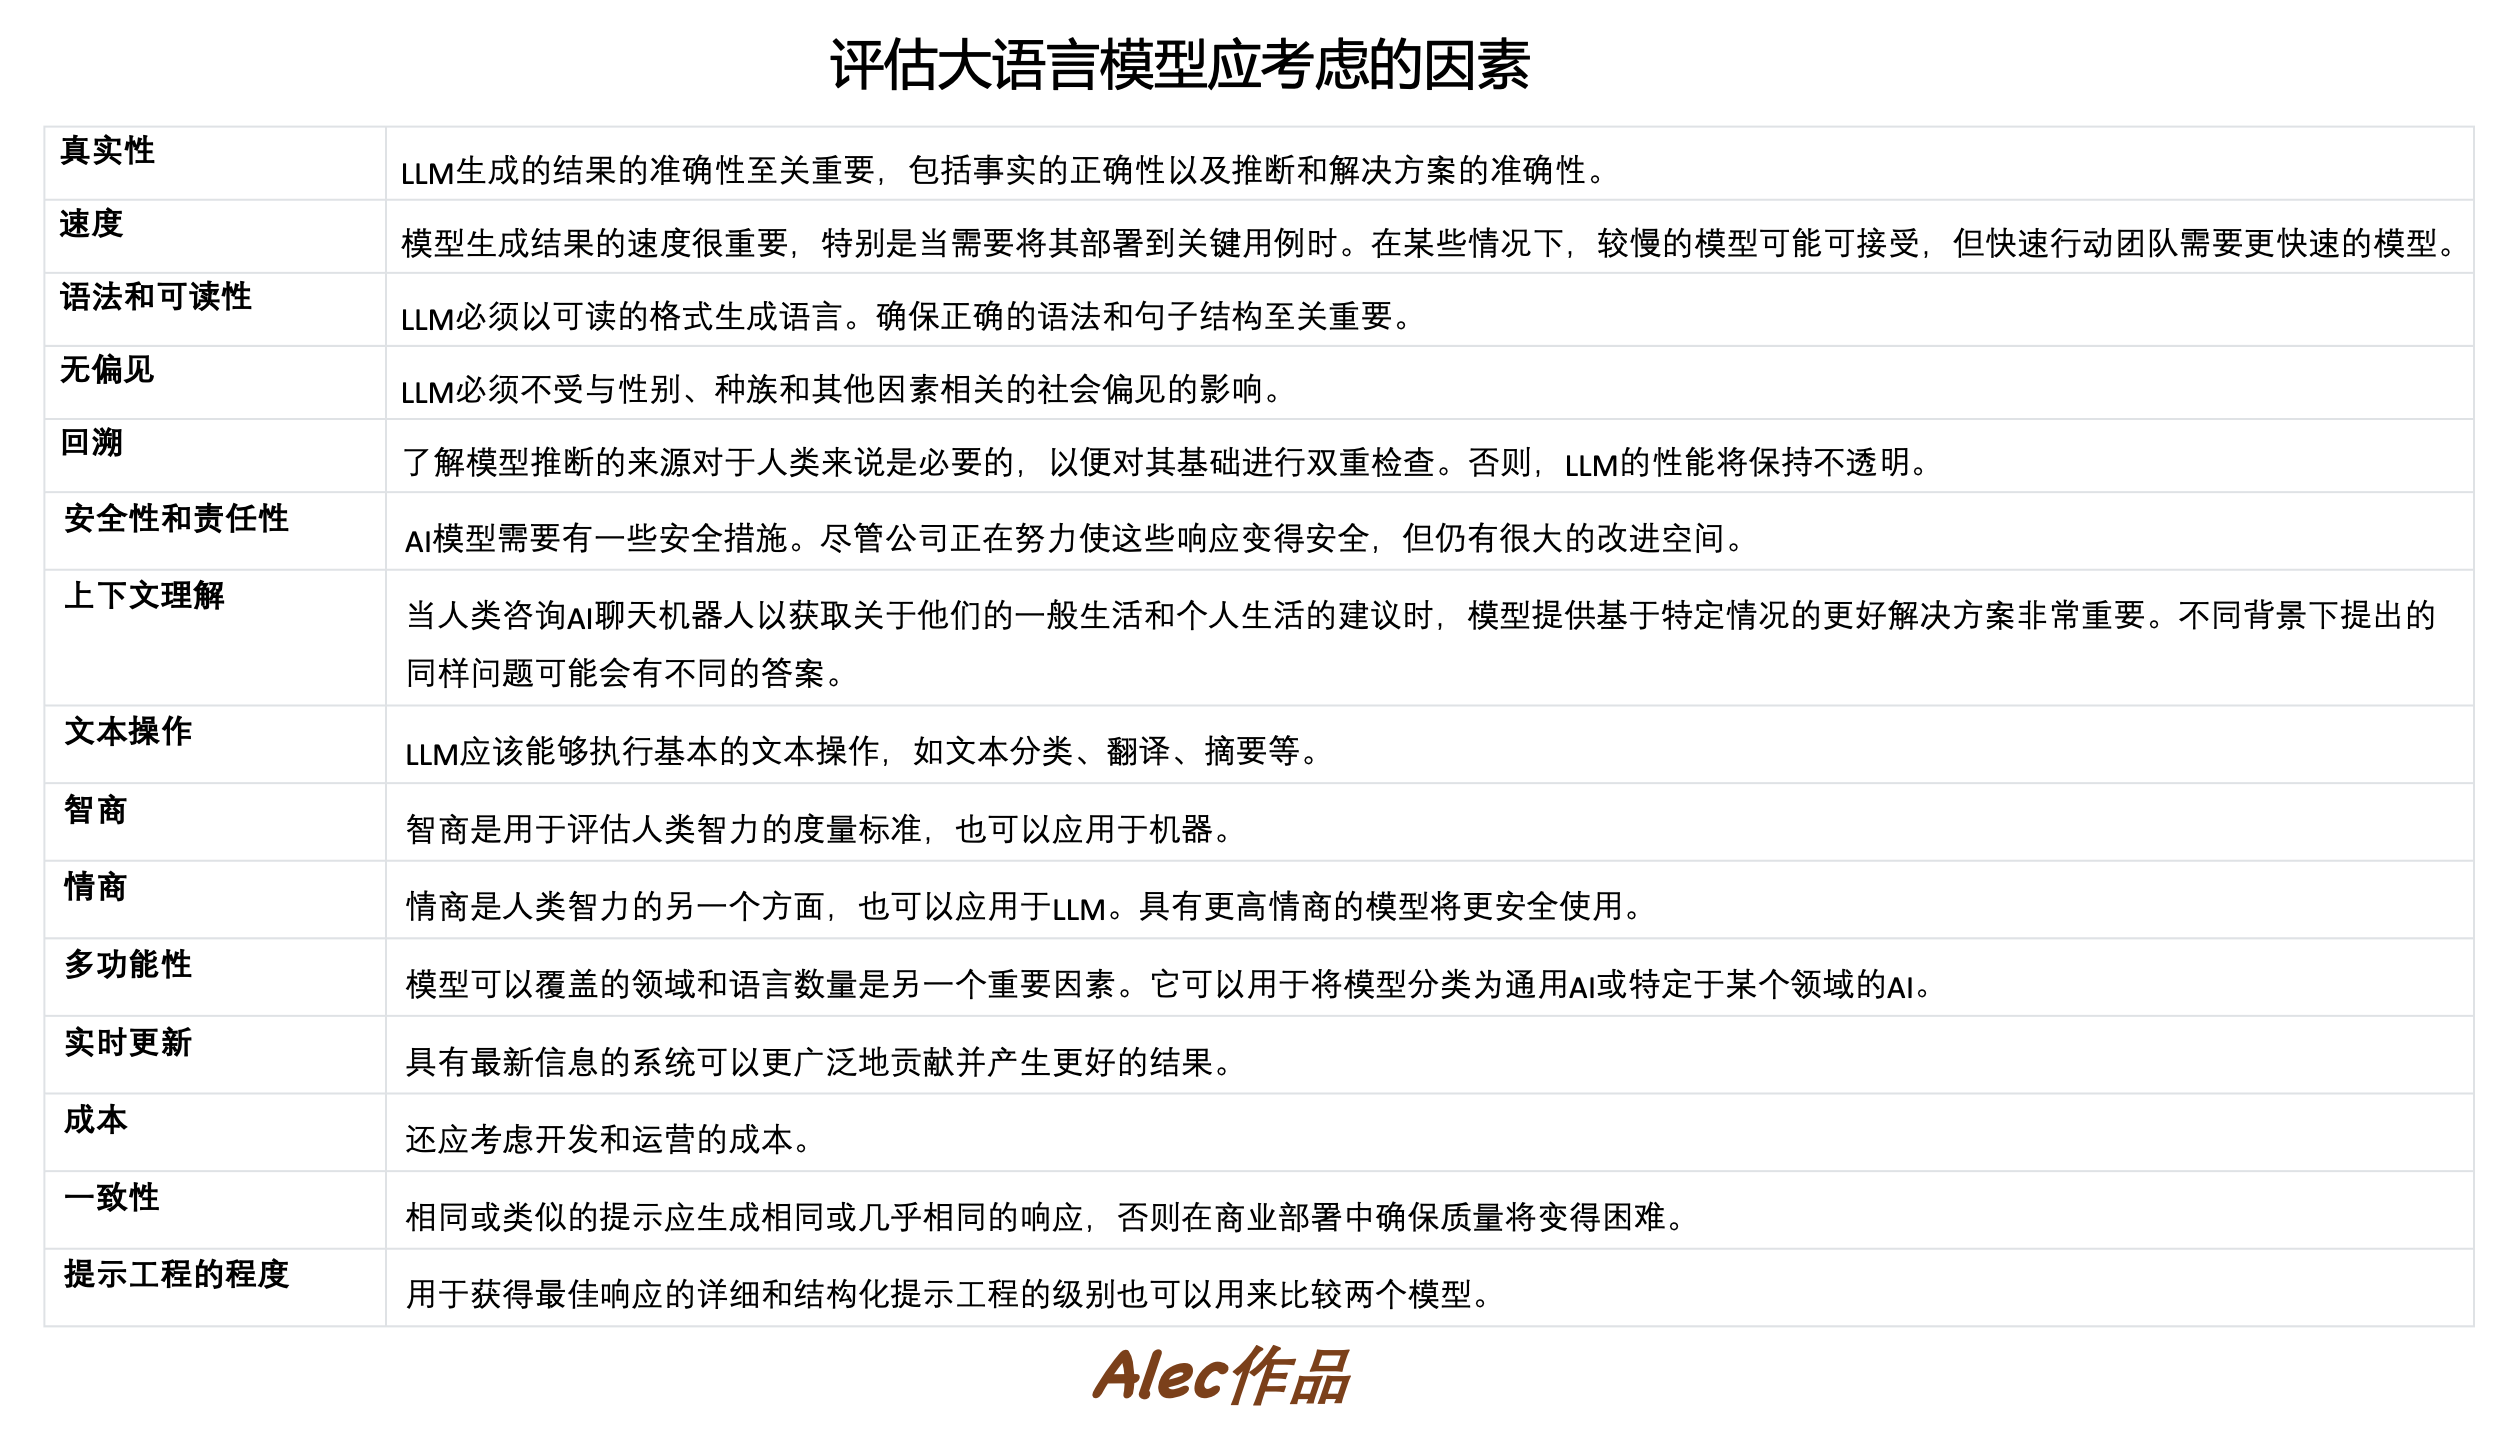 评估大语言模型应考虑的因素
真实性
LLM生成的结果的准确性至关重要，包括事实的正确性以及推断和解决方案的准确性。
速度
模型生成结果的速度很重要，特别是当需要将其部署到关键用例时。在某些情况下，较慢的模型可能可接受，但快速行动团队需要更快速的模型。
语法和可读性
LLM必须以可读的格式生成语言。确保正确的语法和句子结构至关重要。
无偏见
LLM必须不受与性别、种族和其他因素相关的社会偏见的影响。
回溯
了解模型推断的来源对于人类来说是必要的，以便对其基础进行双重检查。否则，LLM的性能将保持不透明。
安全性和责任性
AI模型需要有一些安全措施。尽管公司正在努力使这些响应变得安全，但仍有很大的改进空间。
上下文理解
当人类咨询AI聊天机器人以获取关于他们的一般生活和个人生活的建议时，模型提供基于特定情况的更好解决方案非常重要。不同背景下提出的
同样问题可能会有不同的答案。
文本操作
LLM应该能够执行基本的文本操作，如文本分类、翻译、摘要等。
智商
智商是用于评估人类智力的度量标准，也可以应用于机器。
情商
情商是人类智力的另一个方面，也可以应用于LLM。具有更高情商的模型将更安全使用。
多功能性
模型可以覆盖的领域和语言数量是另一个重要因素。它可以用于将模型分类为通用AI或特定于某个领域的AI。
实时更新
具有最新信息的系统可以更广泛地贡献并产生更好的结果。
成本
还应考虑开发和运营的成本。
一致性
相同或类似的提示应生成相同或几乎相同的响应，否则在商业部署中确保质量将变得困难。
提示工程的程度
用于获得最佳响应的详细和结构化提示工程的级别也可以用来比较两个模型。
Alec作品